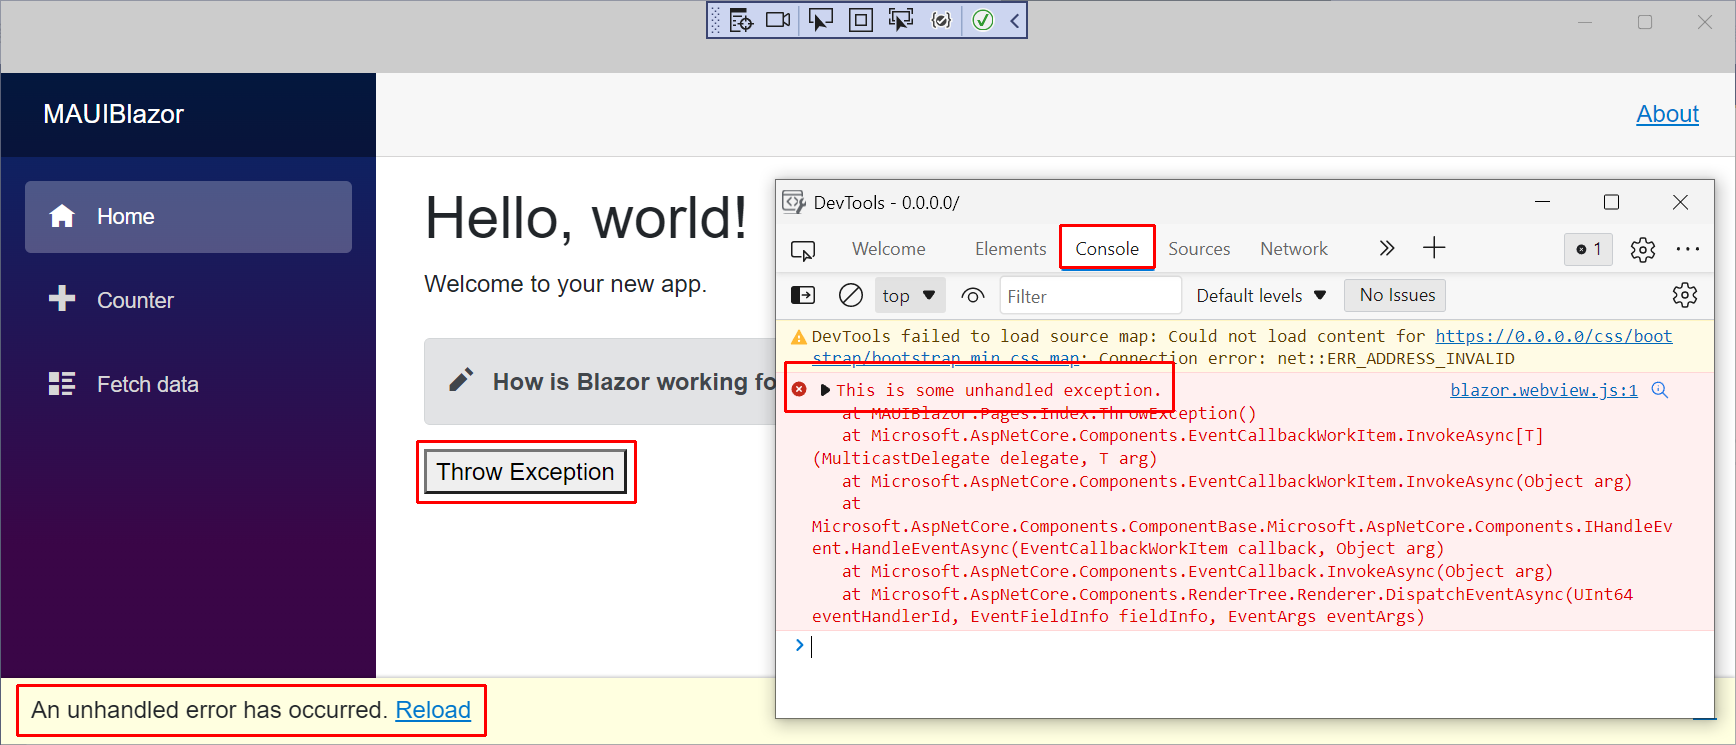 MAUIBlazor
About
Home
Counter
Fetch data
Hello, world!
Welcome to your new app.
How is Blazor working fo
Throw Exception
An unhandled error has occurred. Reload
DevTools - 0.0.0.0/
Welcome Elements Console Sources Network 1
top Filter Default levels No Issues
DevTools failed to load source map: Could not load content for https://0.0.0.0/css/boot
strap/bootstrap.min.css.map: Connection error: net::ERR_ADDRESS_INVALID
This is some unhandled exception. blazor.webview.js:1
at MAUIBlazor.Pages.Index.ThrowException()
at Microsoft.AspNetCore.Components.EventCallbackWorkItem.InvokeAsync[T]
(MulticastDelegate delegate, T arg)
at Microsoft.AspNetCore.Components.EventCallbackWorkItem.InvokeAsync(Object arg)
at
Microsoft.AspNetCore.Components.ComponentBase.Microsoft.AspNetCore.Components.IHandleEv
ent.HandleEventAsync(EventCallbackWorkItem callback, Object arg)
at Microsoft.AspNetCore.Components.EventCallback.InvokeAsync(Object arg)
at Microsoft.AspNetCore.Components.RenderTree.Renderer.DispatchEventAsync(UInt64
eventHandlerId, EventFieldInfo fieldInfo, EventArgs eventArgs)